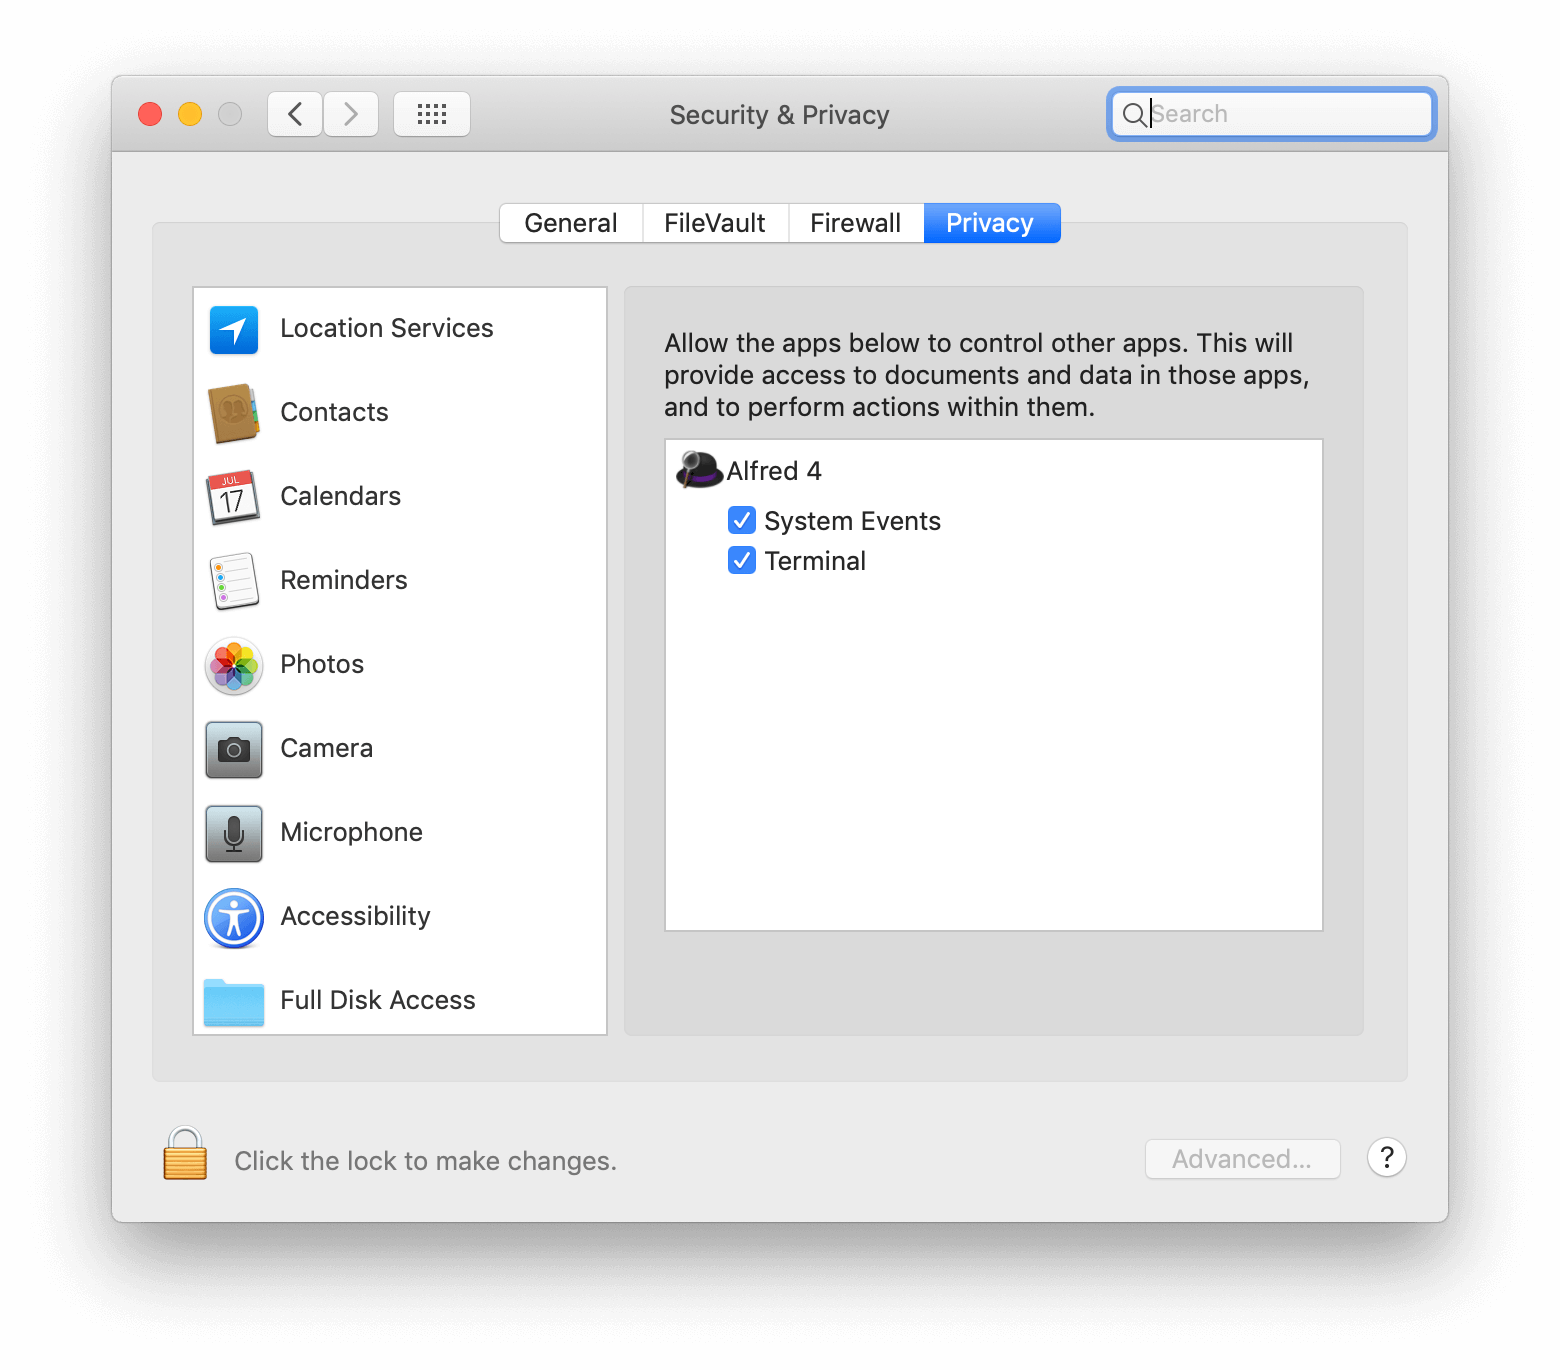 Security & Privacy
Search
General
FileVault
Firewall
Privacy
Location Services
Contacts
JUL
17
Calendars
Reminders
Photos
Camera
Microphone
Accessibility
Full Disk Access
Allow the apps below to control other apps. This will
provide access to documents and data in those apps,
and to perform actions within them.
Alfred 4
System Events
Terminal
Click the lock to make changes.
Advanced...
?